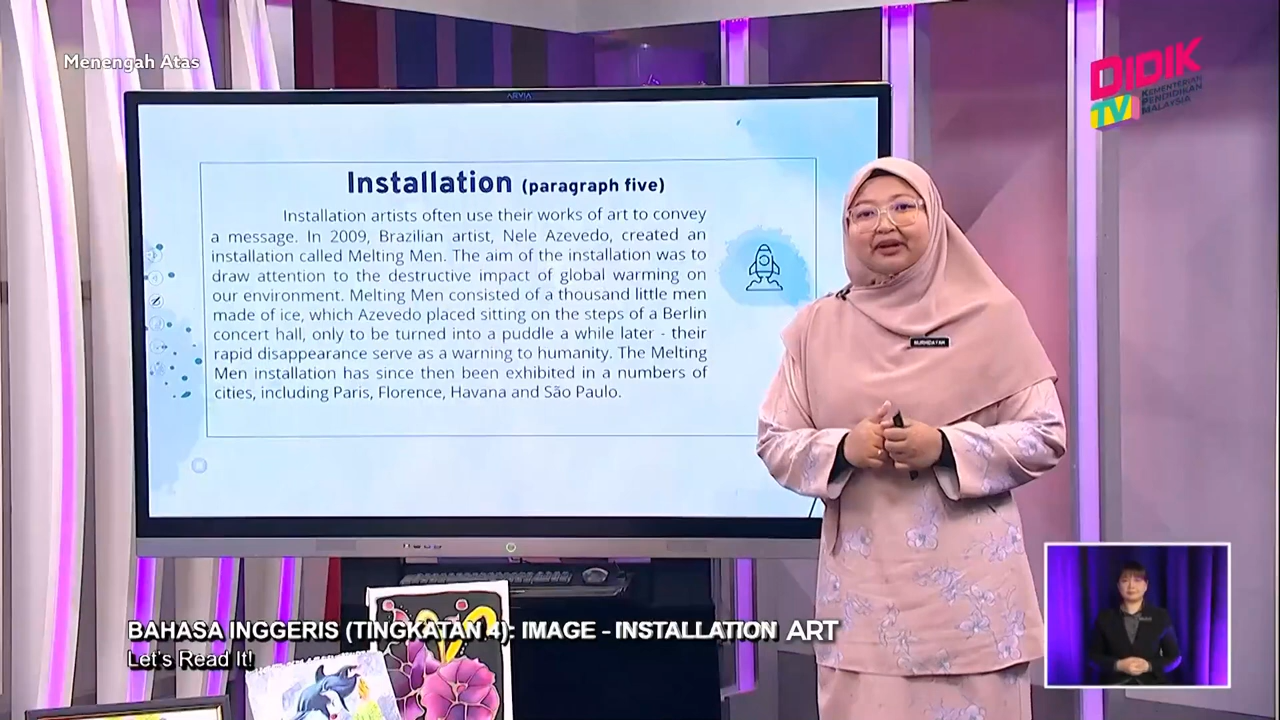 Menengah Atas
DIDIK
TV
KEMENTERIAN
PENDIDIKAN
MALAYSIA
ARVIA
Installation (paragraph five)
Installation artists often use their works of art to convey
a message. In 2009, Brazilian artist, Nele Azevedo, created an
installation called Melting Men. The aim of the installation was to
draw attention to the destructive impact of global warming on
our environment. Melting Men consisted of a thousand little men
made of ice, which Azevedo placed sitting on the steps of a Berlin
concert hall, only to be turned into a puddle a while later - their
rapid disappearance serve as a warning to humanity. The Melting
Men installation has since then been exhibited in a numbers of
cities, including Paris, Florence, Havana and São Paulo.
NURHIDAYAH
BAHASA INGGERIS (TINGKATAN 4): IMAGE - INSTALLATION ART
Let's Read It!